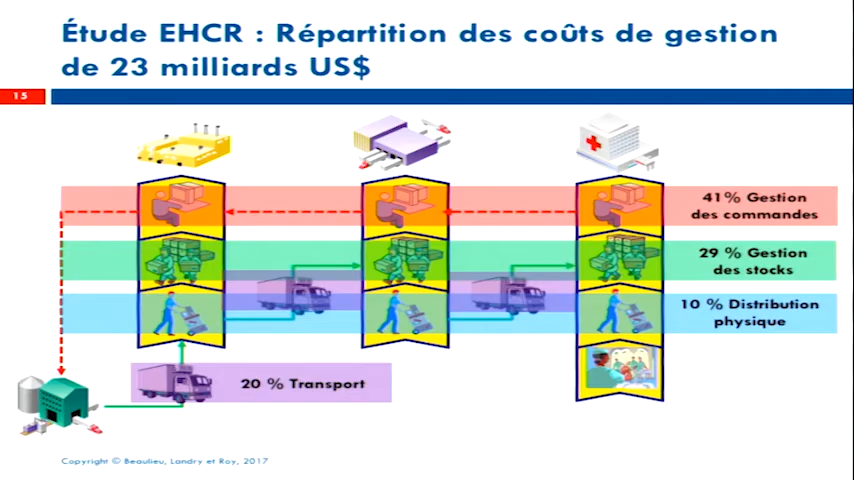 Étude EHCR : Répartition des coûts de gestion
de 23 milliards US$
15
41% Gestion
des commandes
29 % Gestion
des stocks
10 % Distribution
physique
20 % Transport
Copyright © Beaulieu, Landry et Roy, 2017